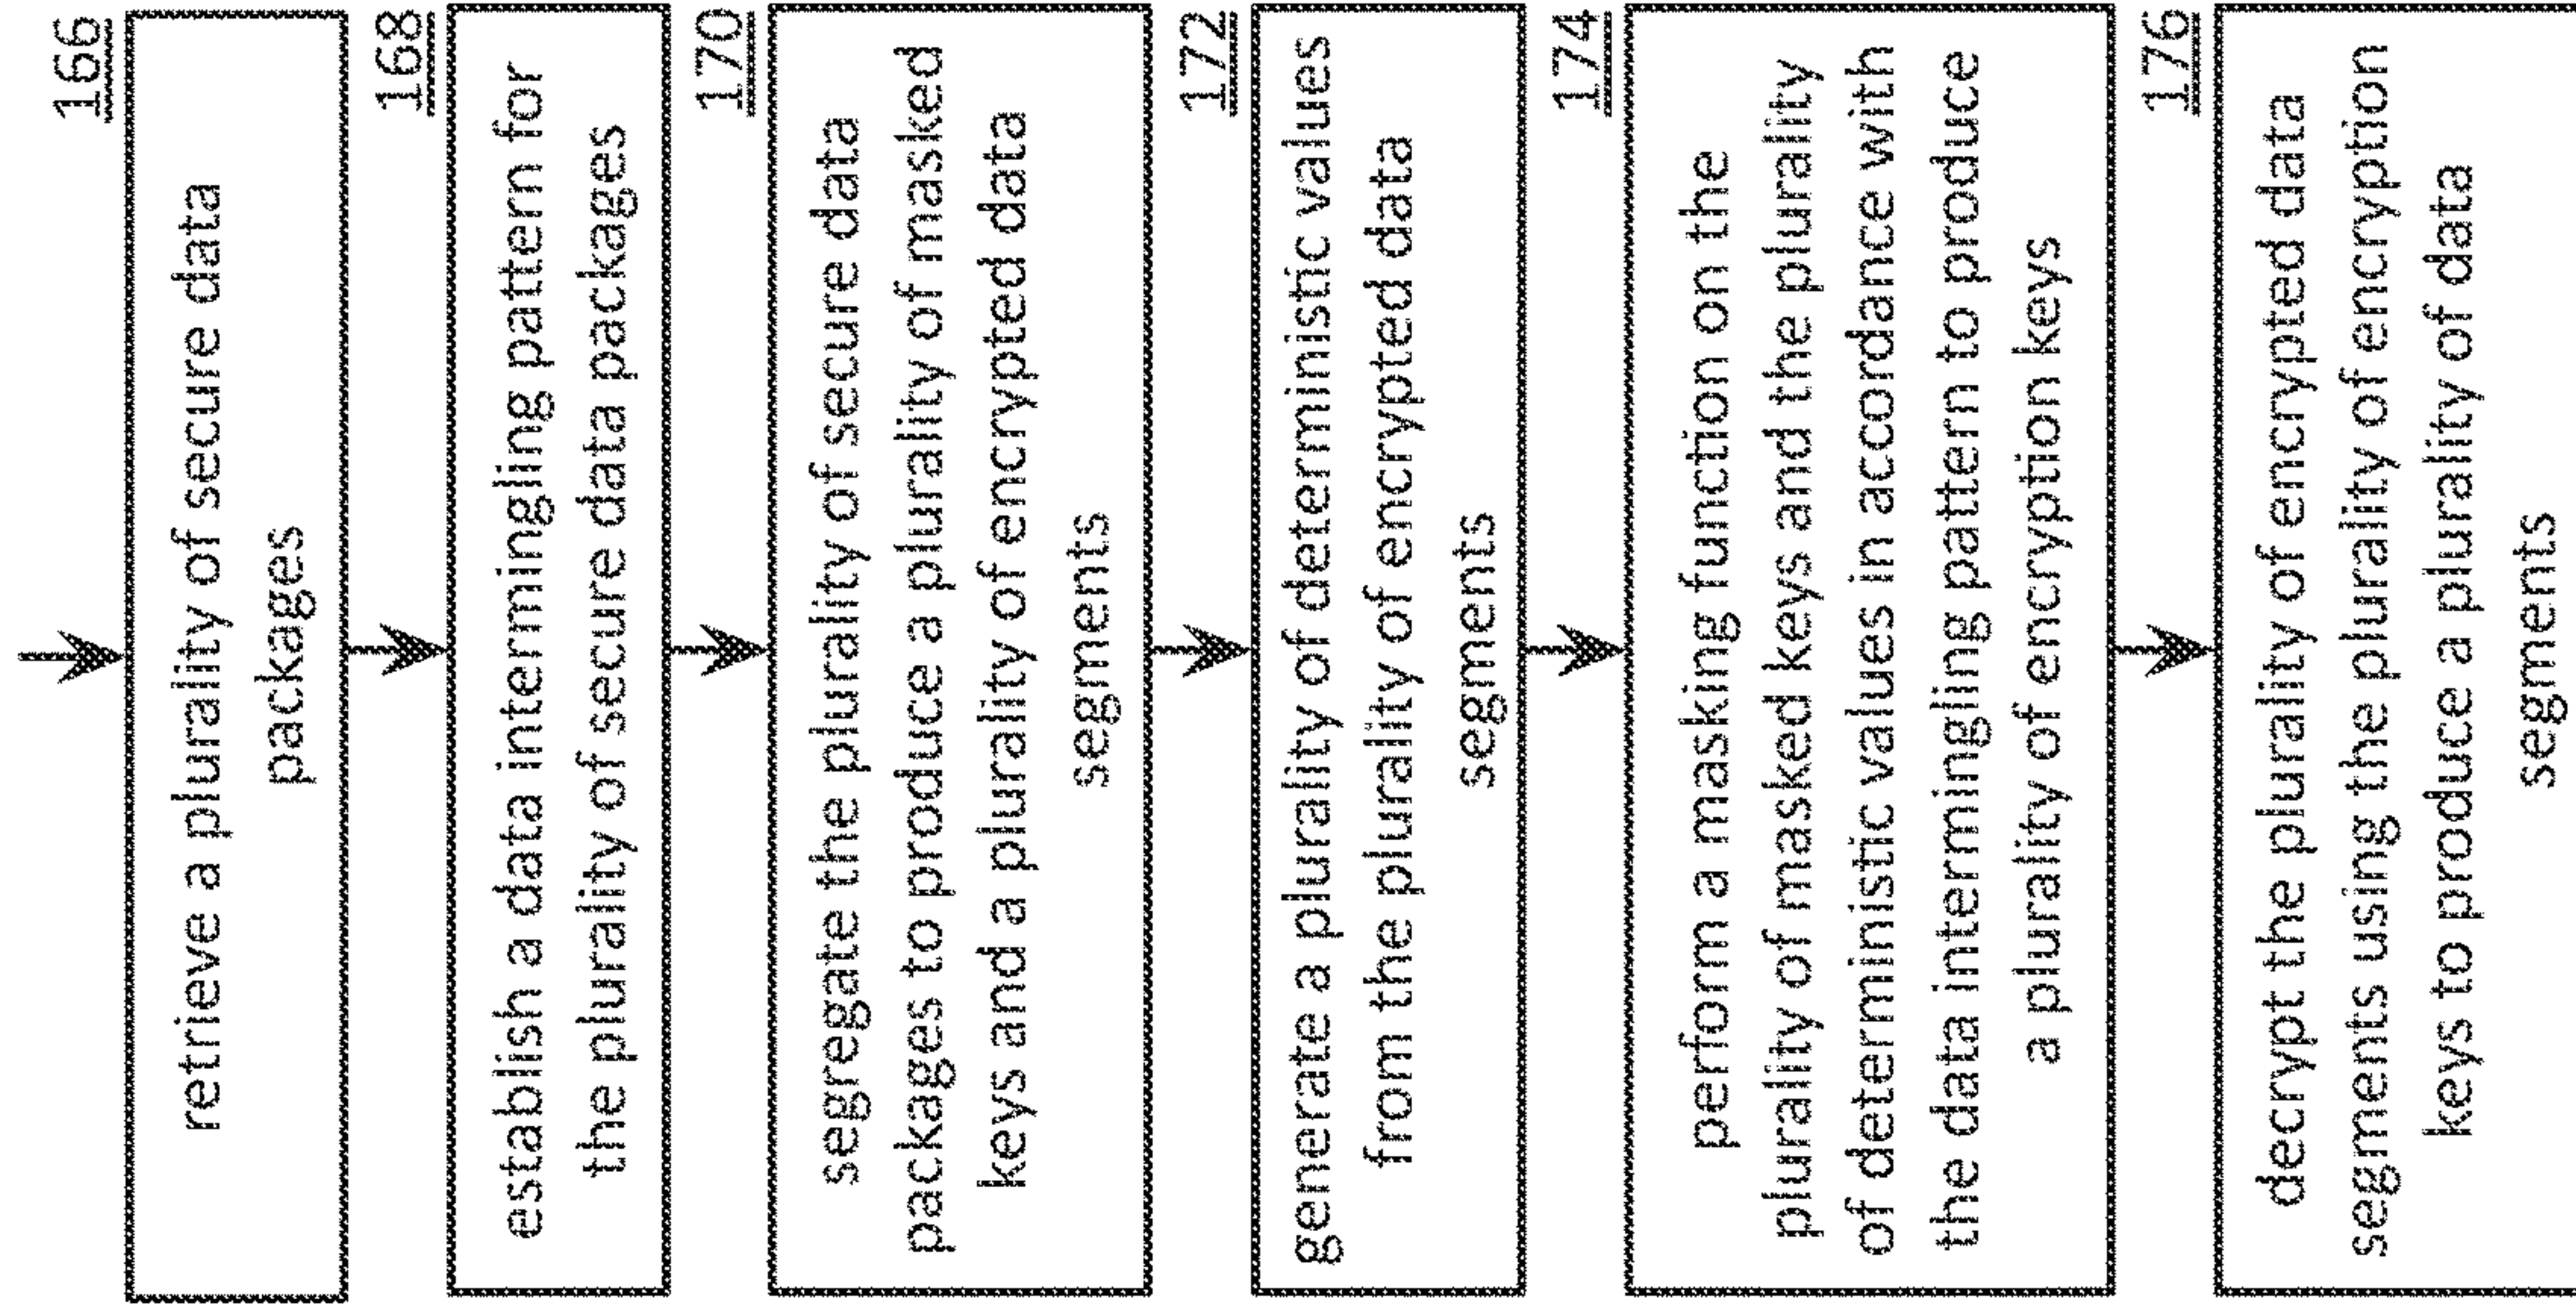 166
retrieve a plurality of secure data
packages
168
establish a data intermingling pattern for
the plurality of secure data packages
170
segregate the plurality of secure data
packages to produce a plurality of masked
keys and a plurality of encrypted data
segments
172
generate a plurality of deterministic values
from the plurality of encrypted data
segments
174
perform a masking function on the
plurality of masked keys and the plurality
of deterministic values in accordance with
the data intermingling pattern to produce
a plurality of encryption keys
176
decrypt the plurality of encrypted data
segments using the plurality of encryption
keys to produce a plurality of data
segments